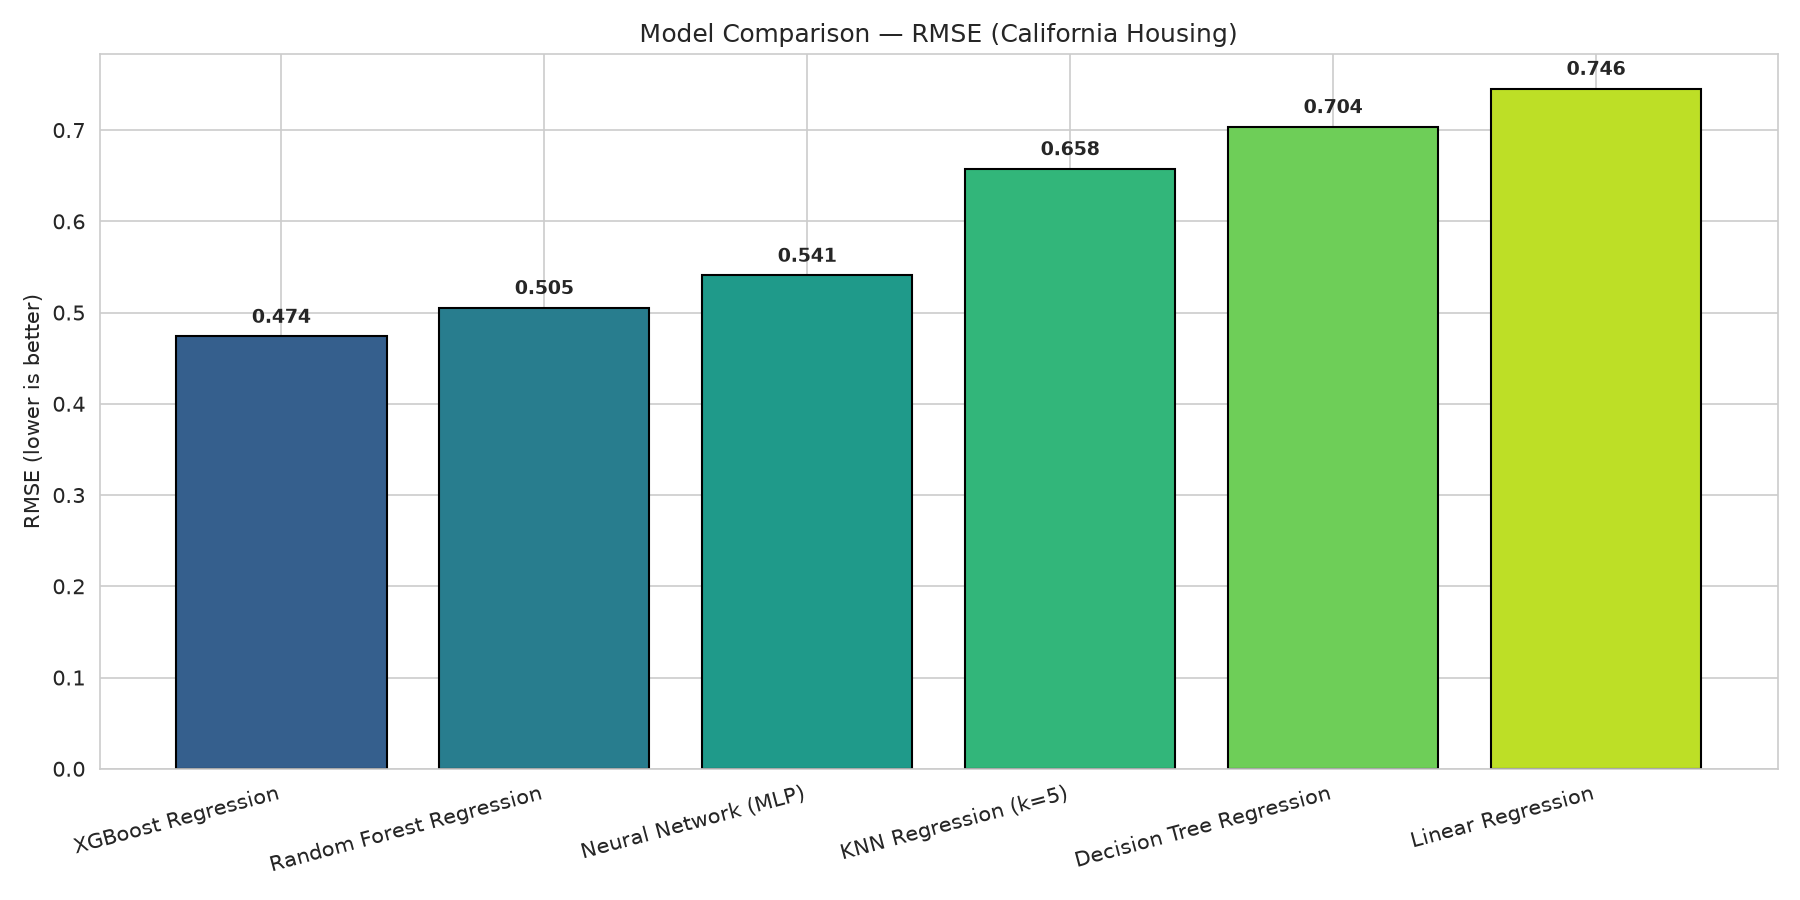 Model Comparison — RMSE (California Housing)
RMSE (lower is better)
0.7
0.6
0.5
0.4
0.3
0.2
0.1
0.0
0.474
0.505
0.541
0.658
0.704
0.746
XGBoost Regression
Random Forest Regression
Neural Network (MLP)
KNN Regression (k=5)
Decision Tree Regression
Linear Regression